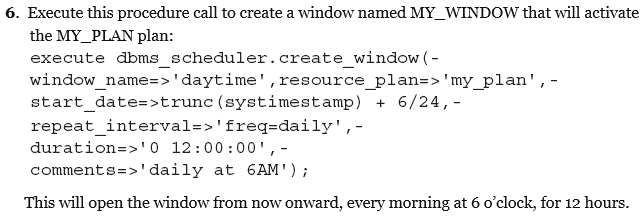 6. Execute this procedure call to create a window named MY_WINDOW that will activate
the MY_PLAN plan:
execute dbms_scheduler.create_window(-
window_name=>'daytime',resource_plan=>'my_plan',-
start_date=>trunc(systimestamp) + 6/24,-
repeat_interval=>'freq=daily',-
duration=>'0 12:00:00',-
comments=>'daily at 6AM');
This will open the window from now onward, every morning at 6 o’clock, for 12 hours.